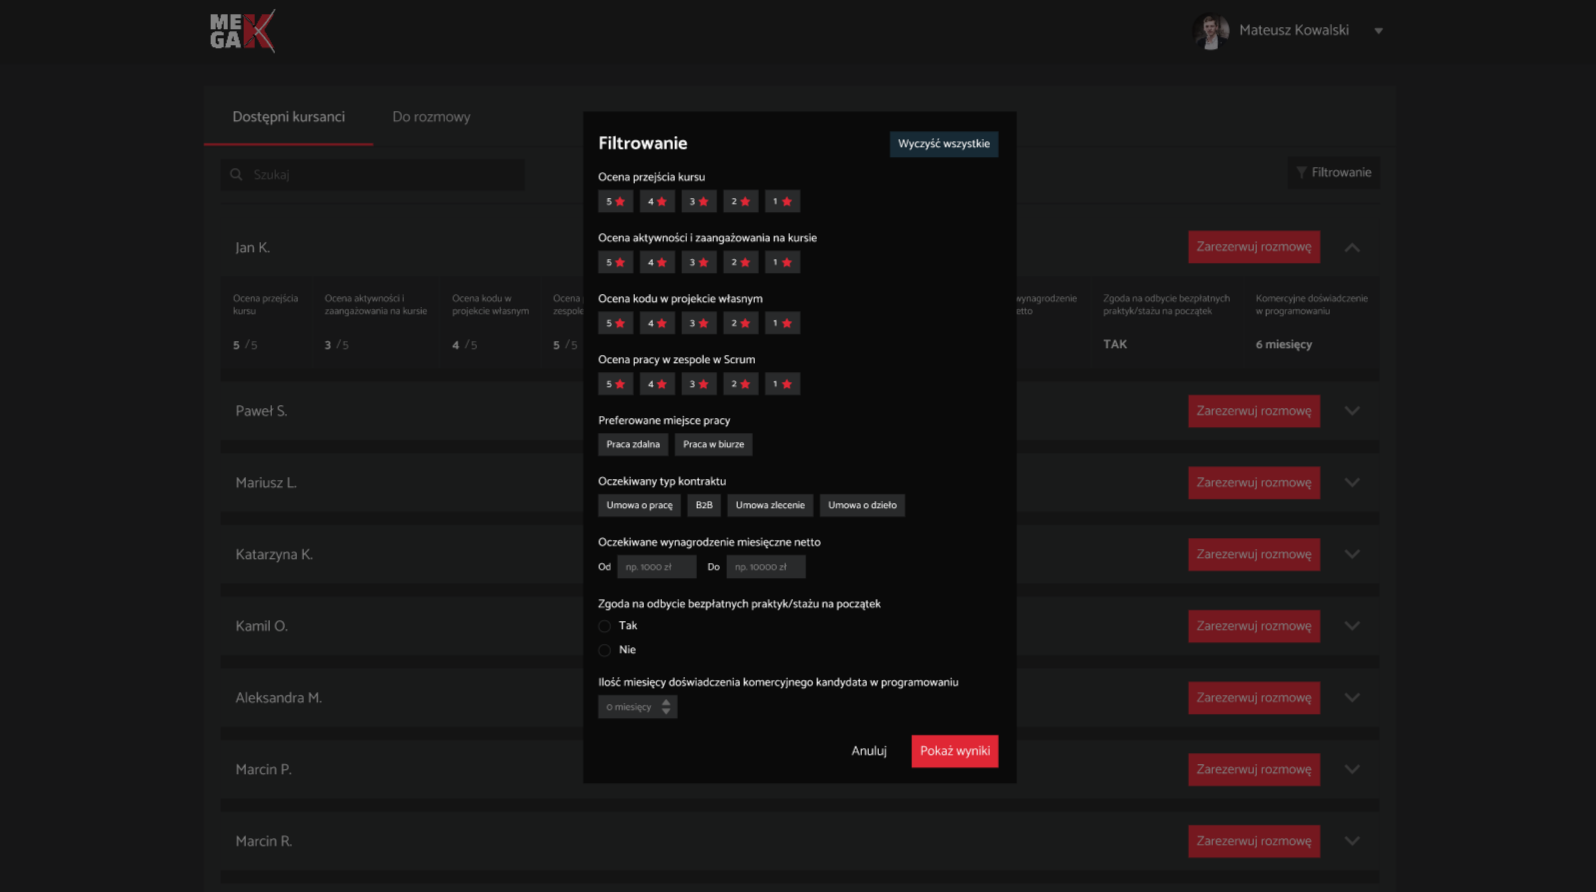 MEGAK
Mateusz Kowalski
Dostępni kursanci
Do rozmowy
Szukaj
Filtrowanie
Filtrowanie
Wyczyść wszystkie
Ocena przejścia kursu
5 4 3 2 1
Ocena aktywności i zaangażowania na kursie
5 4 3 2 1
Ocena kodu w projekcie własnym
5 4 3 2 1
Ocena pracy w zespole w Scrum
5 4 3 2 1
Preferowane miejsce pracy
Praca zdalna Praca w biurze
Oczekiwany typ kontraktu
Umowa o pracę B2B Umowa zlecenie Umowa o dzieło
Oczekiwane wynagrodzenie miesięczne netto
Od np. 1000 zł Do np. 10000 zł
Zgoda na odbycie bezpłatnych praktyk/stażu na początek
Tak
Nie
Ilość miesięcy doświadczenia komercyjnego kandydata w programowaniu
0 miesięcy
Anuluj Pokaż wyniki
Jan K.
Zarezerwuj rozmowę
Ocena przejścia
kursu
5 /5
Ocena aktywności i
zaangażowania na kursie
3 /5
Ocena kodu w
projekcie własnym
4 /5
Ocena
zespole
5 /5
wynagrodzenie
Zgoda na odbycie bezpłatnych
praktyk/stażu na początek
TAK
Komercyjne doświadczenie
w programowaniu
6 miesięcy
Paweł S.
Zarezerwuj rozmowę
Mariusz L.
Zarezerwuj rozmowę
Katarzyna K.
Zarezerwuj rozmowę
Kamil O.
Zarezerwuj rozmowę
Aleksandra M.
Zarezerwuj rozmowę
Marcin P.
Zarezerwuj rozmowę
Marcin R.
Zarezerwuj rozmowę